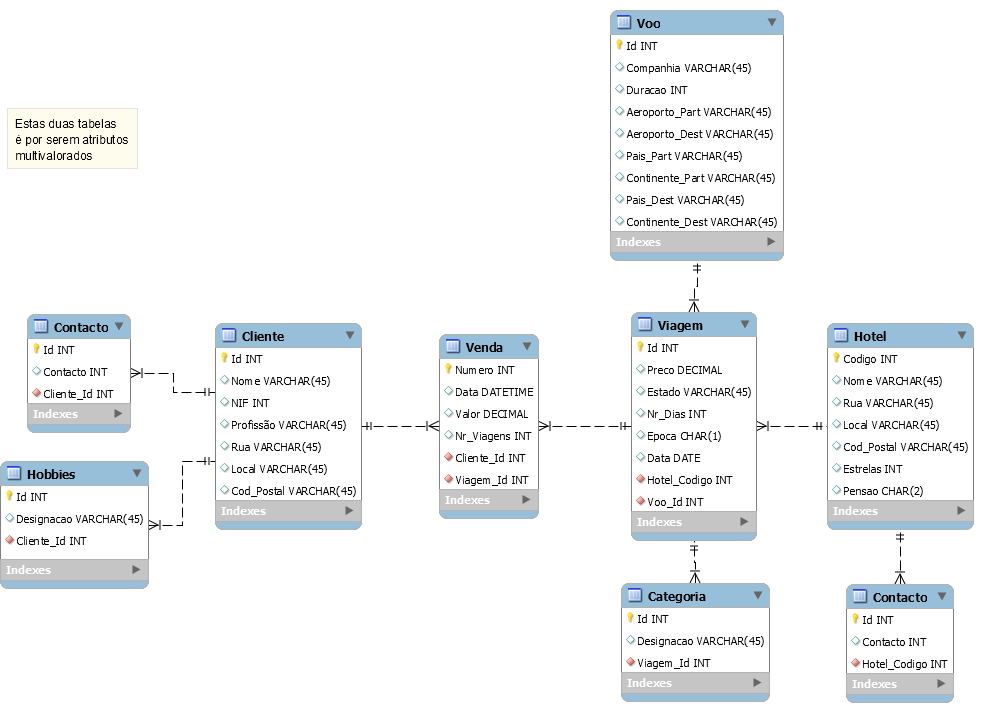 Voo
Id INT
Companhia VARCHAR(45)
Duracao INT
Aeroporto_Part VARCHAR(45)
Aeroporto_Dest VARCHAR(45)
Pais_Part VARCHAR(45)
Continente_Part VARCHAR(45)
Pais_Dest VARCHAR(45)
Continente_Dest VARCHAR(45)
Indexes
Estas duas tabelas
é por serem atributos
multivalorados
Contacto
Id INT
Contacto INT
Cliente_Id INT
Indexes
Hobbies
Id INT
Designacao VARCHAR(45)
Cliente_Id INT
Indexes
Cliente
Id INT
Nome VARCHAR(45)
NIF INT
Profissão VARCHAR(45)
Rua VARCHAR(45)
Local VARCHAR(45)
Cod_Postal VARCHAR(45)
Indexes
Venda
Numero INT
Data DATETIME
Valor DECIMAL
Nr_Viagens INT
Cliente_Id INT
Viagem_Id INT
Indexes
Viagem
Id INT
Preco DECIMAL
Estado VARCHAR(45)
Nr_Dias INT
Epoca CHAR(1)
Data DATE
Hotel_Codigo INT
Voo_Id INT
Indexes
Hotel
Codigo INT
Nome VARCHAR(45)
Rua VARCHAR(45)
Local VARCHAR(45)
Cod_Postal VARCHAR(45)
Estrelas INT
Pensao CHAR(2)
Indexes
Categoria
Id INT
Designacao VARCHAR(45)
Viagem_Id INT
Indexes
Contacto
Id INT
Contacto INT
Hotel_Codigo INT
Indexes